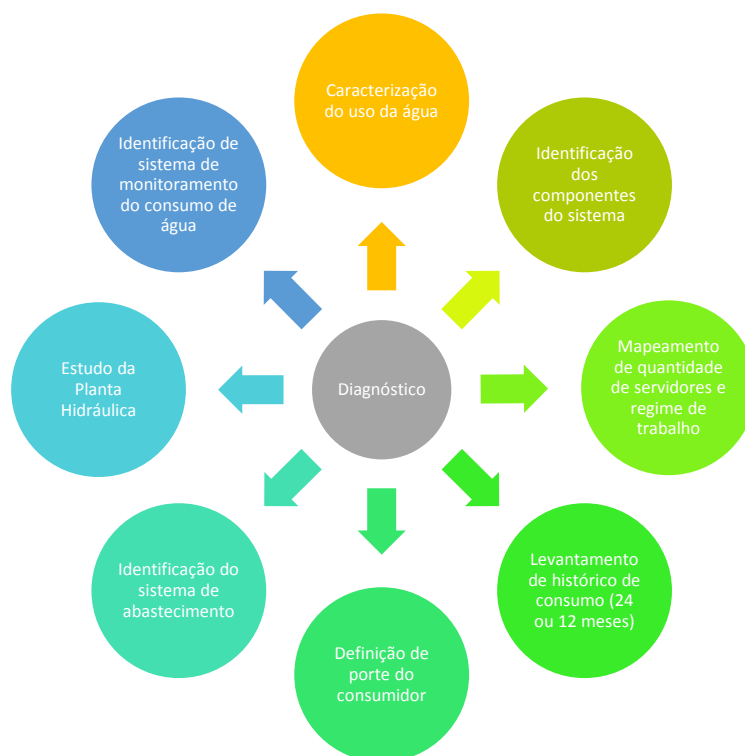 Caracterização
do uso da água
Identificação
dos
componentes
do sistema
Mapeamento
de quantidade
de servidores e
regime de
trabalho
Levantamento
de histórico de
consumo (24
ou 12 meses)
Definição de
porte do
consumidor
Identificação do
sistema de
abastecimento
Estudo da
Planta
Hidráulica
Identificação de
sistema de
monitoramento
do consumo de
água
Diagnóstico